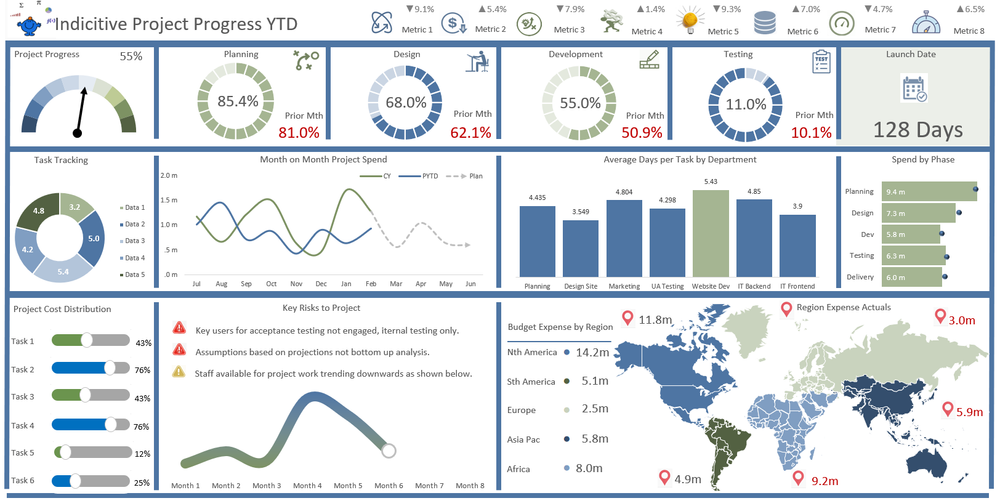 Σ π
Indicitive Project Progress YTD
▼9.1%
Metric 1
▲5.4%
Metric 2
▼7.9%
Metric 3
▲1.4%
Metric 4
▼9.3%
Metric 5
▲7.0%
Metric 6
▼4.7%
Metric 7
▲6.5%
Metric 8
Project Progress 55%
Planning
85.4%
Prior Mth
81.0%
Design
68.0%
Prior Mth
62.1%
Development
55.0%
Prior Mth
50.9%
Testing
TEST
11.0%
Prior Mth
10.1%
Launch Date
128 Days
Task Tracking
4.8 3.2
5.0
4.2
5.4
Data 1
Data 2
Data 3
Data 4
Data 5
Month on Month Project Spend
CY PYTD Plan
2.0 m
1.5 m
1.0 m
.5 m
.0 m
Jul Aug Sep Oct Nov Dec Jan Feb Mar Apr May Jun
Average Days per Task by Department
4.435 3.549 4.804 4.298 5.43 4.85 3.9
Planning Design Site Marketing UA Testing Website Dev IT Backend IT Frontend
Spend by Phase
Planning 9.4 m
Design 7.3 m
Dev 5.8 m
Testing 6.3 m
Delivery 6.0 m
Project Cost Distribution
Task 1 43%
Task 2 76%
Task 3 43%
Task 4 76%
Task 5 12%
Task 6 25%
Key Risks to Project
Key users for acceptance testing not engaged, iternal testing only.
Assumptions based on projections not bottom up analysis.
Staff available for project work trending downwards as shown below.
Month 1 Month 2 Month 3 Month 4 Month 5 Month 6 Month 7 Month 8
Region Expense Actuals
Budget Expense by Region
Nth America 14.2m
Sth America 5.1m
Europe 2.5m
Asia Pac 5.8m
Africa 8.0m
11.8m
3.0m
5.9m
4.9m
9.2m